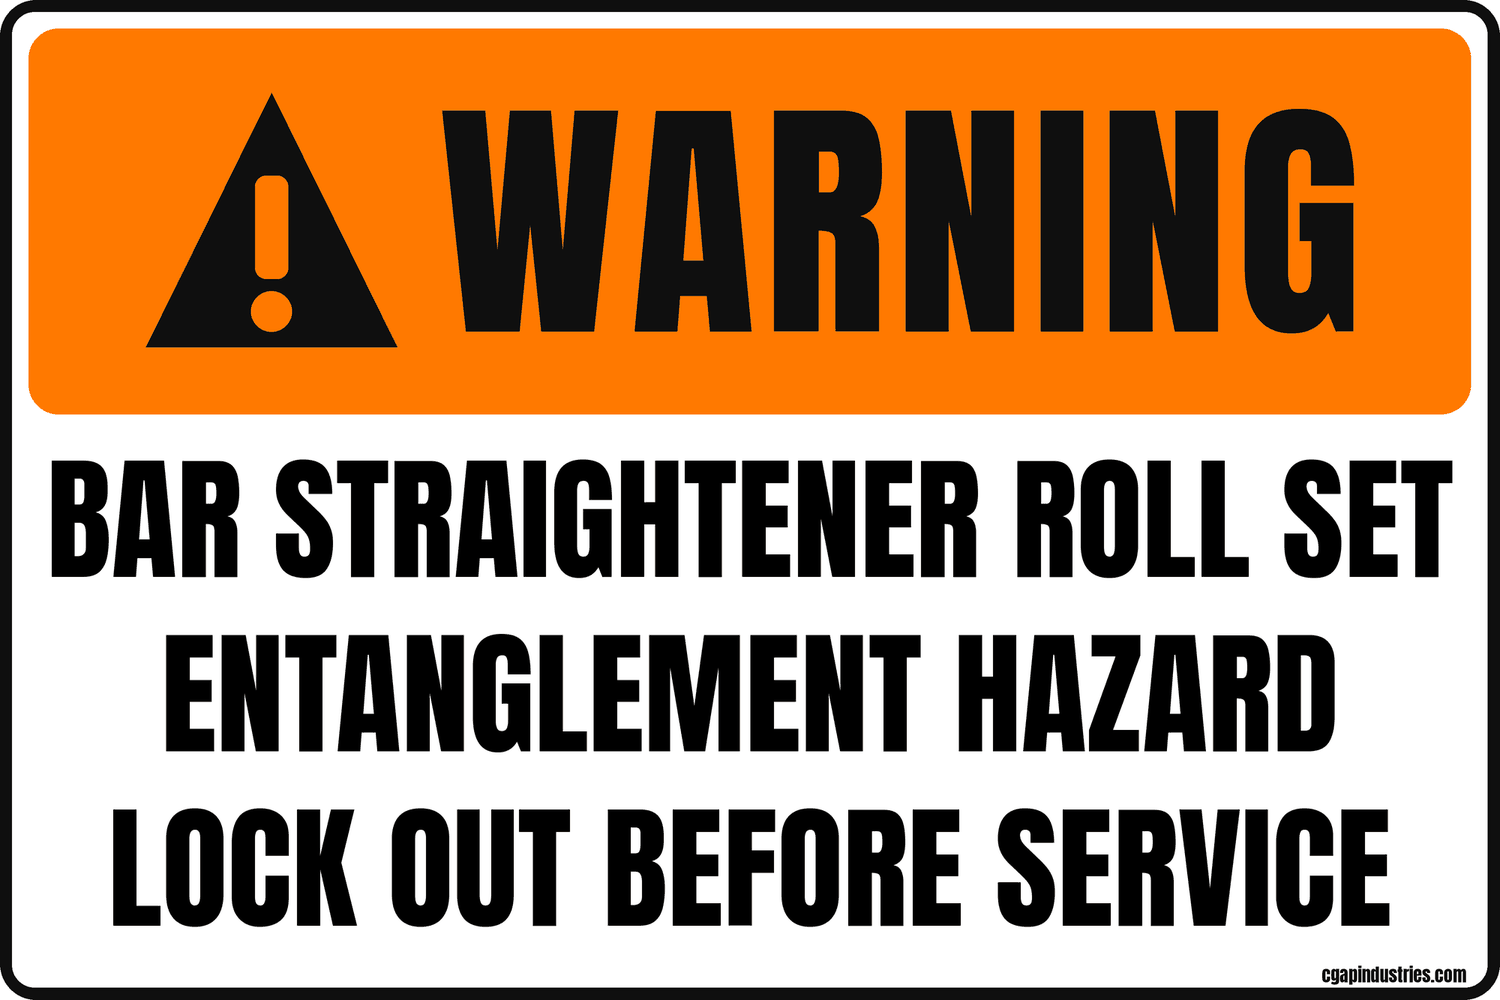 WARNING
BAR STRAIGHTENER ROLL SET
ENTANGLEMENT HAZARD
LOCK OUT BEFORE SERVICE
cgapindustries.com